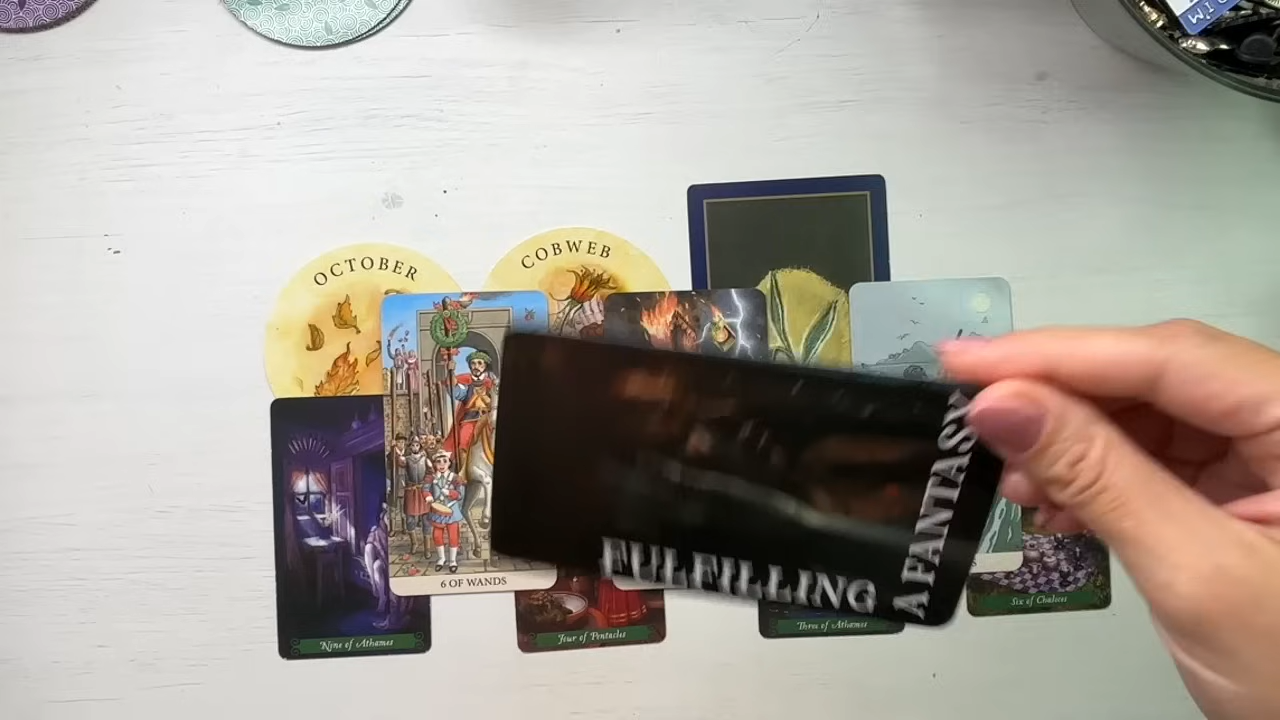 I'M
OCTOBER
COBWEB
6 OF WANDS
FULFILLING
A FANTASY
Nine of Athames
Four of Pentacles
Three of Athames
Six of Chalices